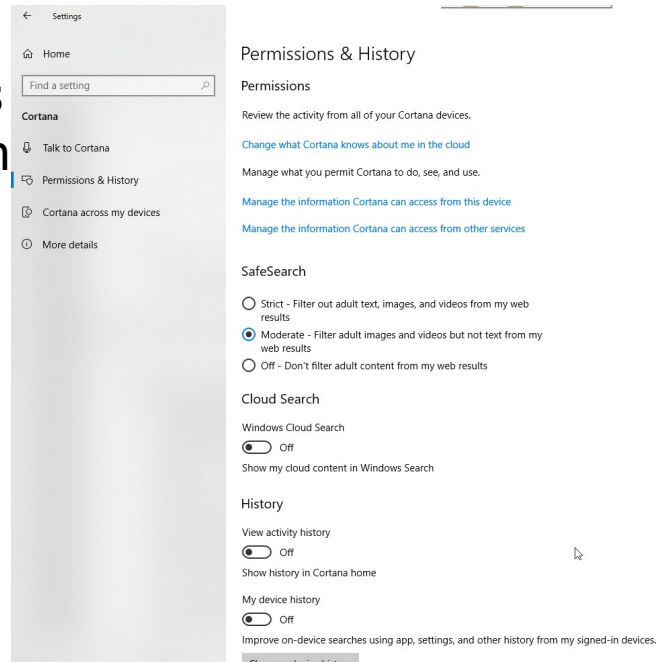 Settings
Home
Find a setting
Cortana
Talk to Cortana
Permissions & History
Cortana across my devices
More details
Permissions & History
Permissions
Review the activity from all of your Cortana devices.
Change what Cortana knows about me in the cloud
Manage what you permit Cortana to do, see, and use.
Manage the information Cortana can access from this device
Manage the information Cortana can access from other services
SafeSearch
Strict - Filter out adult text, images, and videos from my web
results
Moderate - Filter adult images and videos but not text from my
web results
Off - Don't filter adult content from my web results
Cloud Search
Windows Cloud Search
Off
Show my cloud content in Windows Search
History
View activity history
Off
Show history in Cortana home
My device history
Off
Improve on-device searches using app, settings, and other history from my signed-in devices.